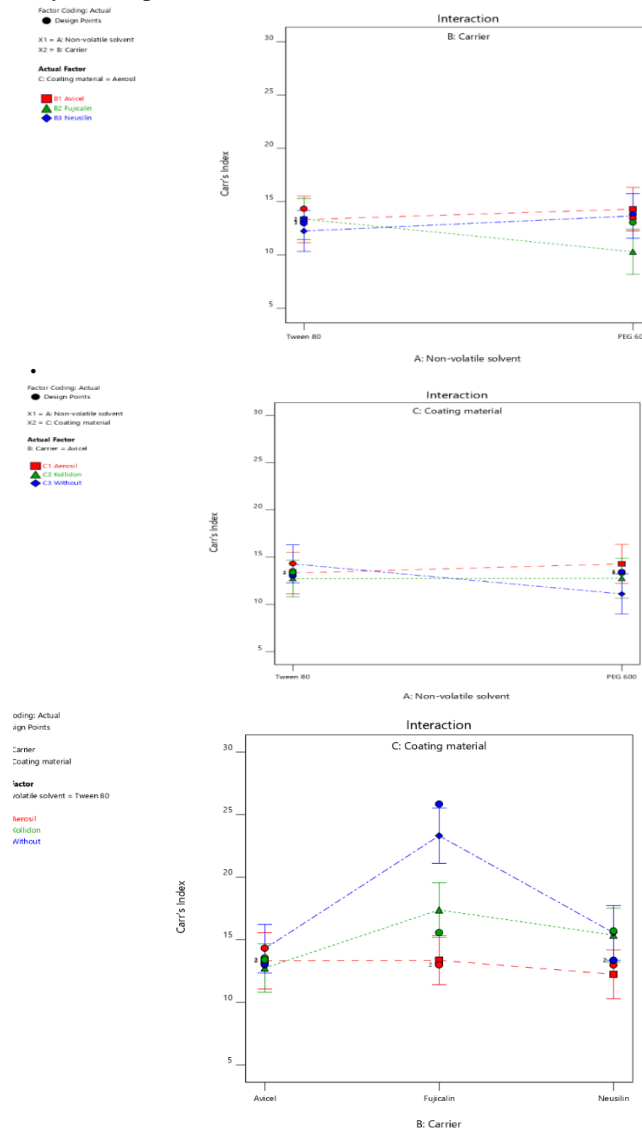 Factor Coding: Actual
Design Points
X1 = A: Non-volatile solvent
X2 = B: Carrier
Actual Factor
C: Coating material = Aerosil
B1 Avicel
B2 Fujicalin
B3 Neusilin
Interaction
B: Carrier
30
25
20
15
10
5
Carr's Index
Tween 80
PEG 60
A: Non-volatile solvent
Factor Coding: Actual
Design Points
X1 = A: Non-volatile solvent
X2 = C: Coating material
Actual Factor
B: Carrier = Avicel
C1 Aerosil
C2 Kollidon
C3 Without
Interaction
C: Coating material
30
25
20
15
10
5
Carr's Index
Tween 80
PEG 600
A: Non-volatile solvent
oding: Actual
ign Points
Carrier
Coating material
Factor
volatile solvent = Tween 80
Aerosil
Kollidon
Without
Interaction
C: Coating material
30
25
20
15
10
5
Carr's Index
2
2
Avicel
Fujicalin
Neusilin
B: Carrier